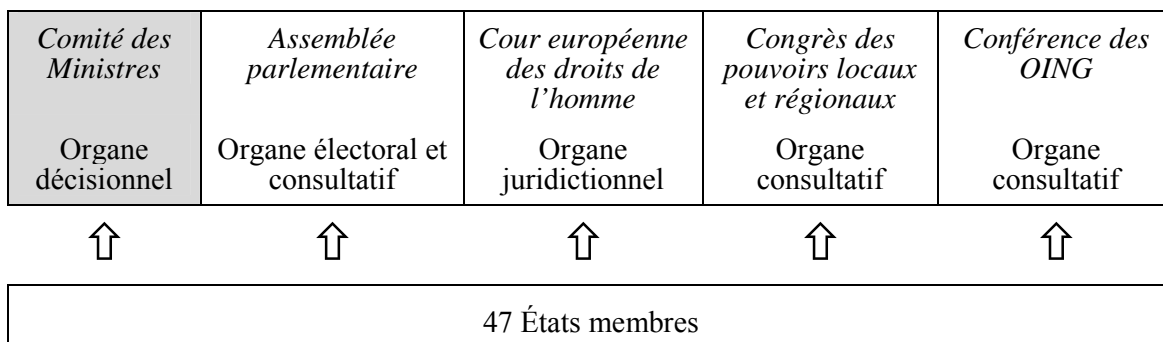 Comité des
Ministres
Organe
décisionnel
Assemblée
parlementaire
Organe électoral et
consultatif
Cour européenne
des droits de
l’homme
Organe
juridictionnel
Congrès des
pouvoirs locaux
et régionaux
Organe
consultatif
Conférence des
OING
Organe
consultatif
47 États membres